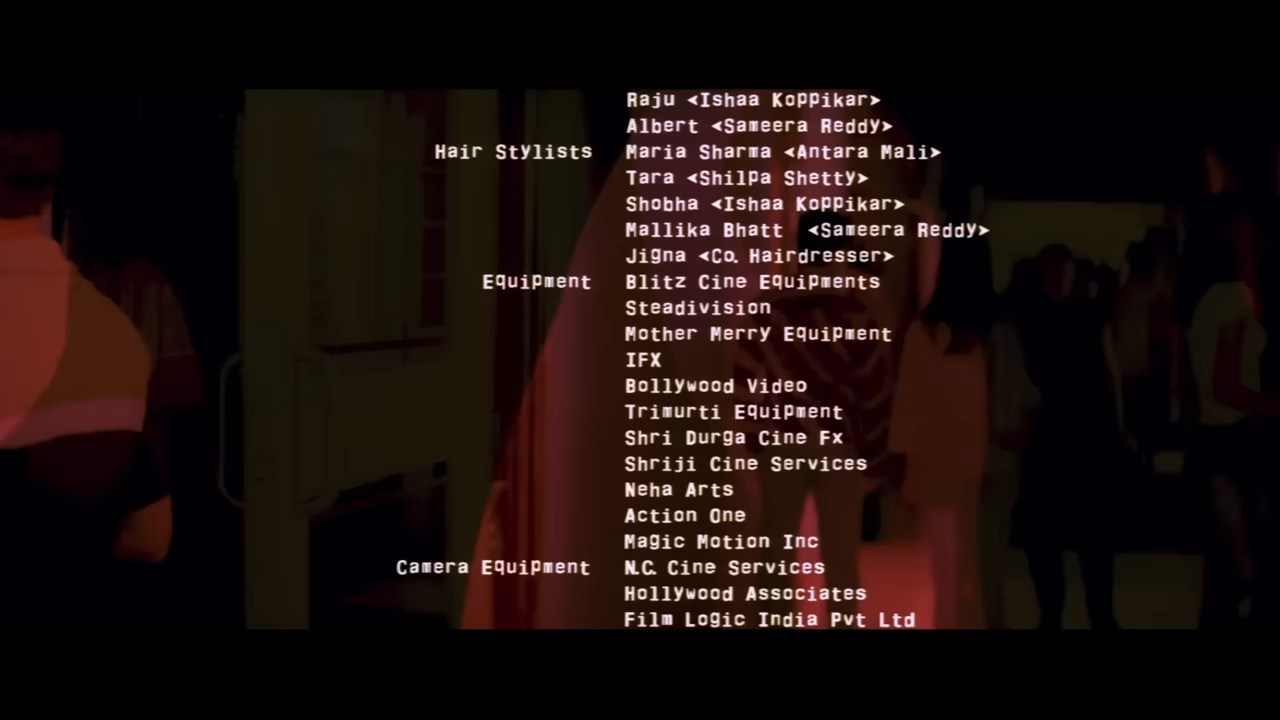 Raju <Ishaa Koppikar>
Albert <Sameera Reddy>
Hair Stylists Maria Sharma <Antara Mali>
Tara <Shilpa Shetty>
Shobha <Ishaa Koppikar>
Mallika Bhatt <Sameera Reddy>
Jigna <Co. Hairdresser>
Equipment Blitz Cine Equipments
Steadivision
Mother Merry Equipment
IFX
Bollywood Video
Trimurti Equipment
Shri Durga Cine Fx
Shriji Cine Services
Neha Arts
Action One
Magic Motion Inc
Camera Equipment N.C. Cine Services
Hollywood Associates
Film Logic India Pvt Ltd